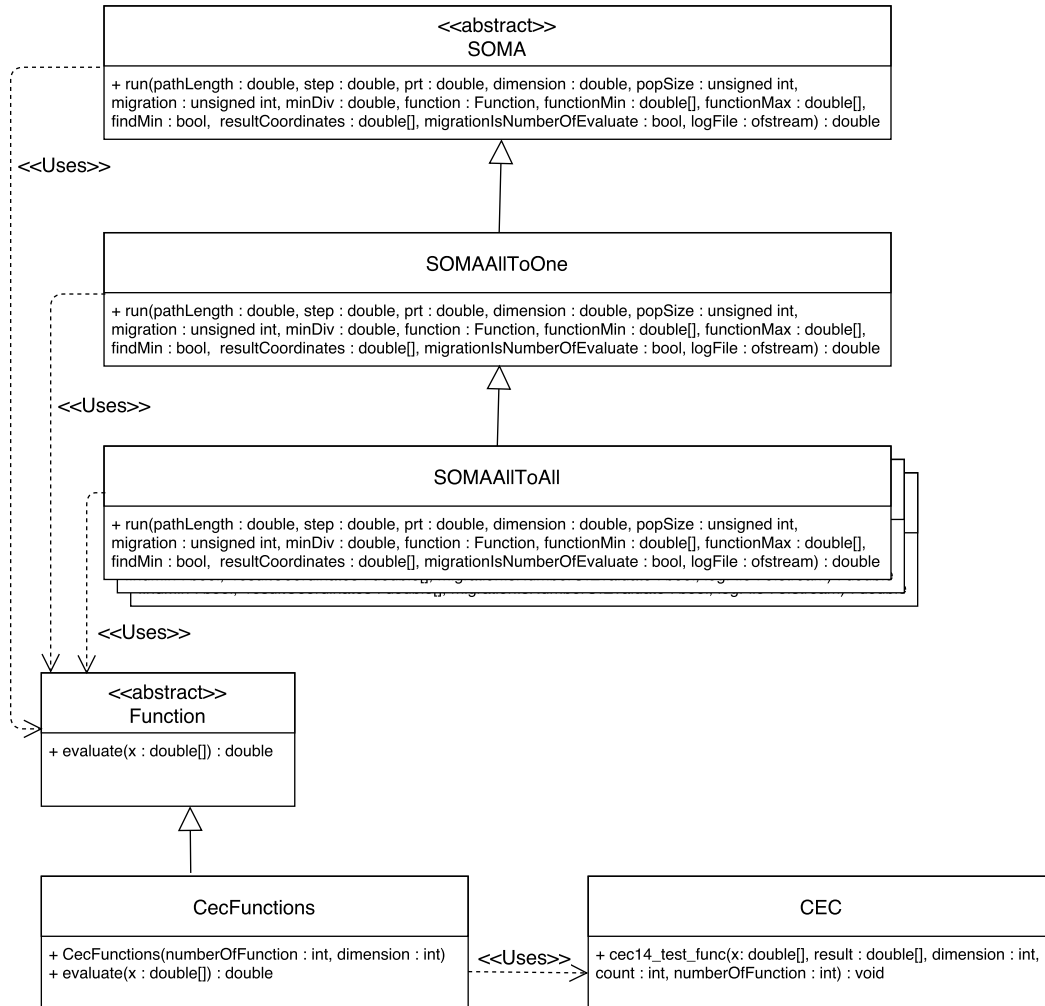 <<abstract>>
SOMA
+ run(pathLength : double, step : double, prt : double, dimension : double, popSize : unsigned int,
migration : unsigned int, minDiv : double, function : Function, functionMin : double[], functionMax : double[],
findMin : bool, resultCoordinates : double[], migrationIsNumberOfEvaluate : bool, logFile : ofstream) : double
<<Uses>>
SOMAAllToOne
+ run(pathLength : double, step : double, prt : double, dimension : double, popSize : unsigned int,
migration : unsigned int, minDiv : double, function : Function, functionMin : double[], functionMax : double[],
findMin : bool, resultCoordinates : double[], migrationIsNumberOfEvaluate : bool, logFile : ofstream) : double
<<Uses>>
SOMAAllToAll
+ run(pathLength : double, step : double, prt : double, dimension : double, popSize : unsigned int,
migration : unsigned int, minDiv : double, function : Function, functionMin : double[], functionMax : double[],
findMin : bool, resultCoordinates : double[], migrationIsNumberOfEvaluate : bool, logFile : ofstream) : double
<<Uses>>
<<abstract>>
Function
+ evaluate(x : double[]) : double
CecFunctions
+ CecFunctions(numberOfFunction : int, dimension : int)
+ evaluate(x : double[]) : double
<<Uses>>
CEC
+ cec14_test_func(x: double[], result : double[], dimension : int,
count : int, numberOfFunction : int) : void